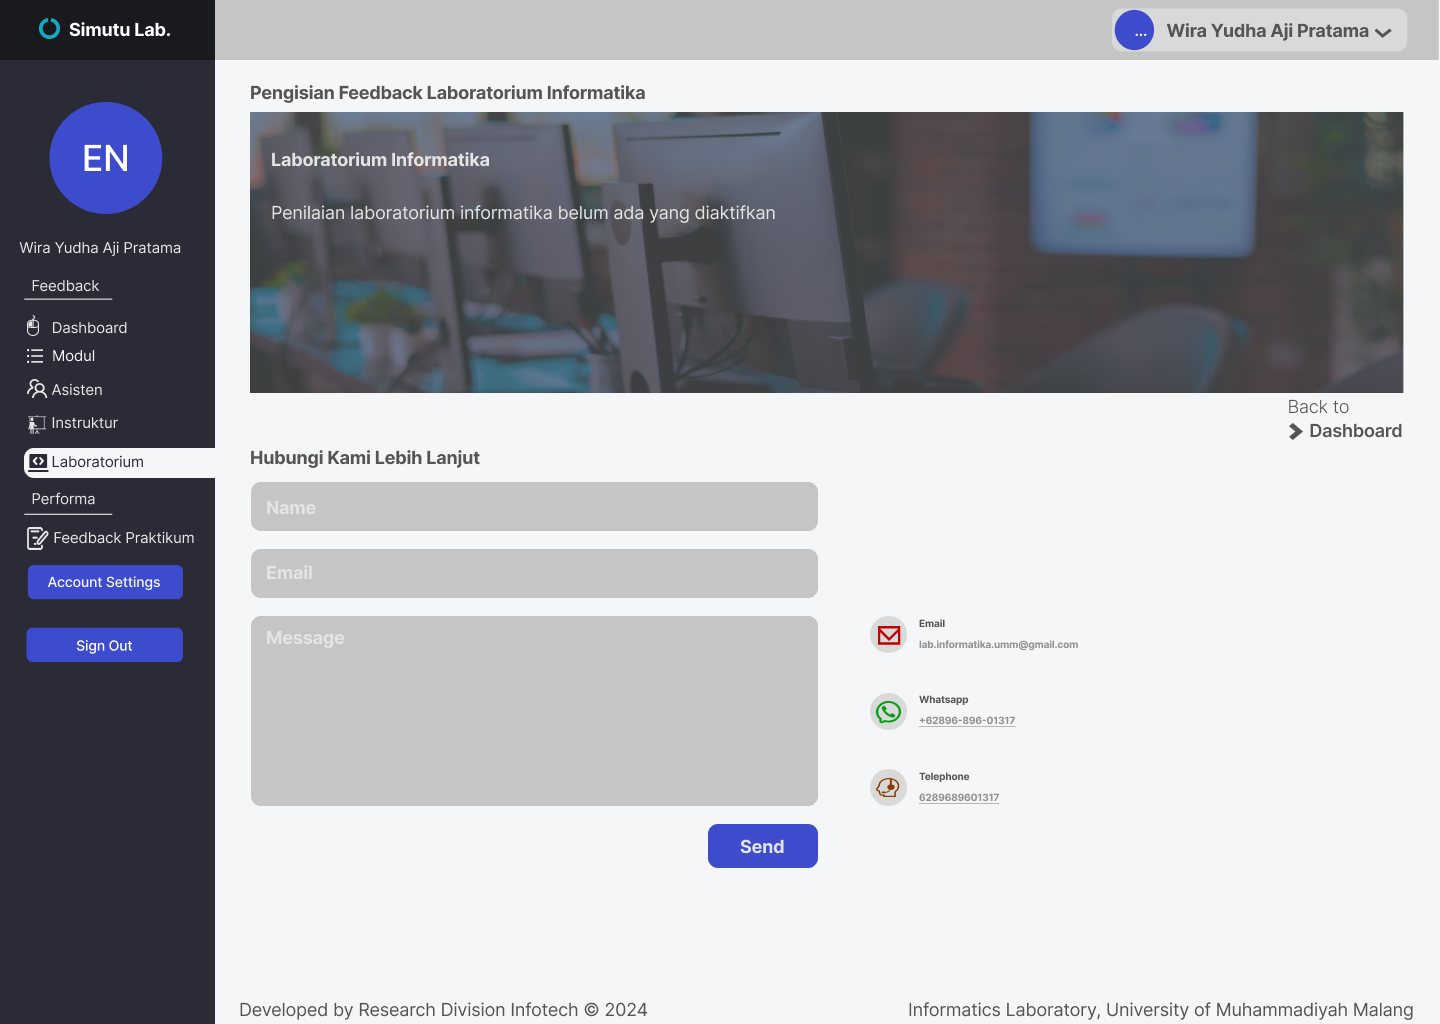 Simutu Lab.
...
Wira Yudha Aji Pratama
EN
Wira Yudha Aji Pratama
Feedback
Dashboard
Modul
Asisten
Instruktur
Laboratorium
Performa
Feedback Praktikum
Account Settings
Sign Out
Pengisian Feedback Laboratorium Informatika
Laboratorium Informatika
Penilaian laboratorium informatika belum ada yang diaktifkan
Back to
Dashboard
Hubungi Kami Lebih Lanjut
Name
Email
Message
Send
Email
lab.informatika.umm@gmail.com
Whatsapp
+62896-896-01317
Telephone
6289689601317
Developed by Research Division Infotech © 2024
Informatics Laboratory, University of Muhammadiyah Malang